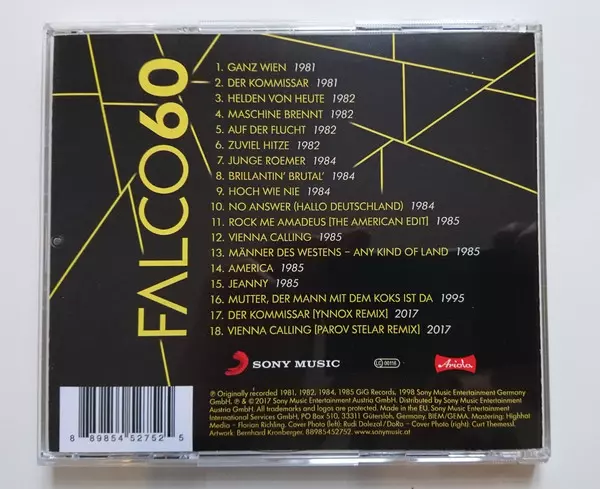 FALCO60
1. GANZ WIEN 1981
2. DER KOMMISSAR 1981
3. HELDEN VON HEUTE 1982
4. MASCHINE BRENNT 1982
5. AUF DER FLUCHT 1982
6. ZUVIEL HITZE 1982
7. JUNGE ROEMER 1984
8. BRILLANTIN' BRUTAL' 1984
9. HOCH WIE NIE 1984
10. NO ANSWER (HALLO DEUTSCHLAND) 1984
11. ROCK ME AMADEUS [THE AMERICAN EDIT] 1985
12. VIENNA CALLING 1985
13. MÄNNER DES WESTENS – ANY KIND OF LAND 1985
14. AMERICA 1985
15. JEANNY 1985
16. MUTTER, DER MANN MIT DEM KOKS IST DA 1995
17. DER KOMMISSAR [YNNOX REMIX] 2017
18. VIENNA CALLING [PAROV STELAR REMIX] 2017
SONY MUSIC
LC 00116
Ariola
℗ Originally recorded 1981, 1982, 1984, 1985 GiG Records, 1998 Sony Music Entertainment Germany
GmbH, ℗ & © 2017 Sony Music Entertainment Austria GmbH. Distributed by Sony Music Entertainment
Austria GmbH. All trademarks and logos are protected. Made in the EU. Sony Music Entertainment
International Services GmbH, PO Box 510, 33311 Gütersloh, Germany, BIEM/GEMA. Mastering: Highhat
Media – Florian Richling. Cover Photo (left): Rudi Dolezal/DoRo – Cover Photo (right): Curt Themessl.
Artwork: Bernhard Kronberger. 88985452752 www.sonymusic.at
8 89854 52752 5